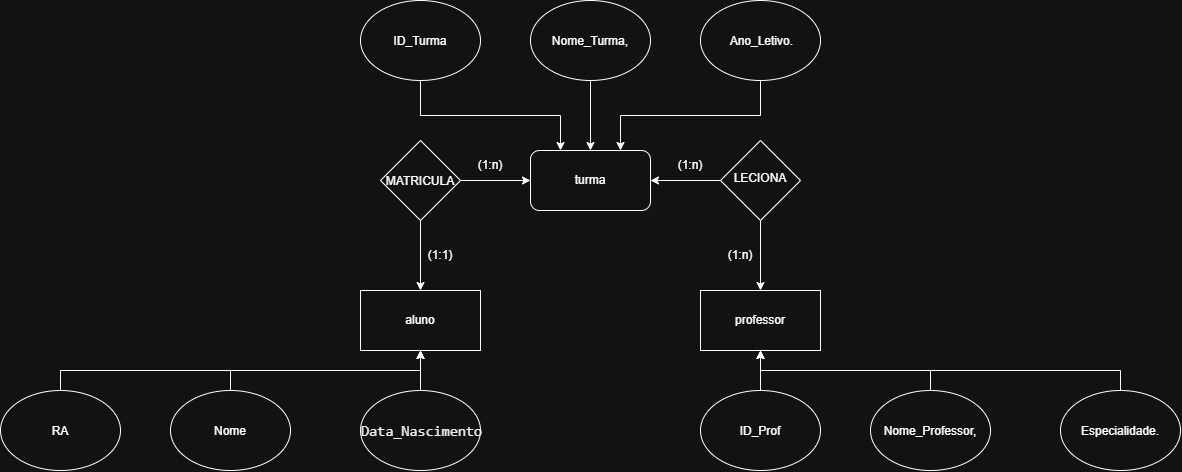 ID_Turma
Nome_Turma,
Ano_Letivo.
MATRICULA
(1:n)
turma
(1:n)
LECIONA
(1:1)
(1:n)
aluno
professor
RA
Nome
Data_Nascimento
ID_Prof
Nome_Professor,
Especialidade.